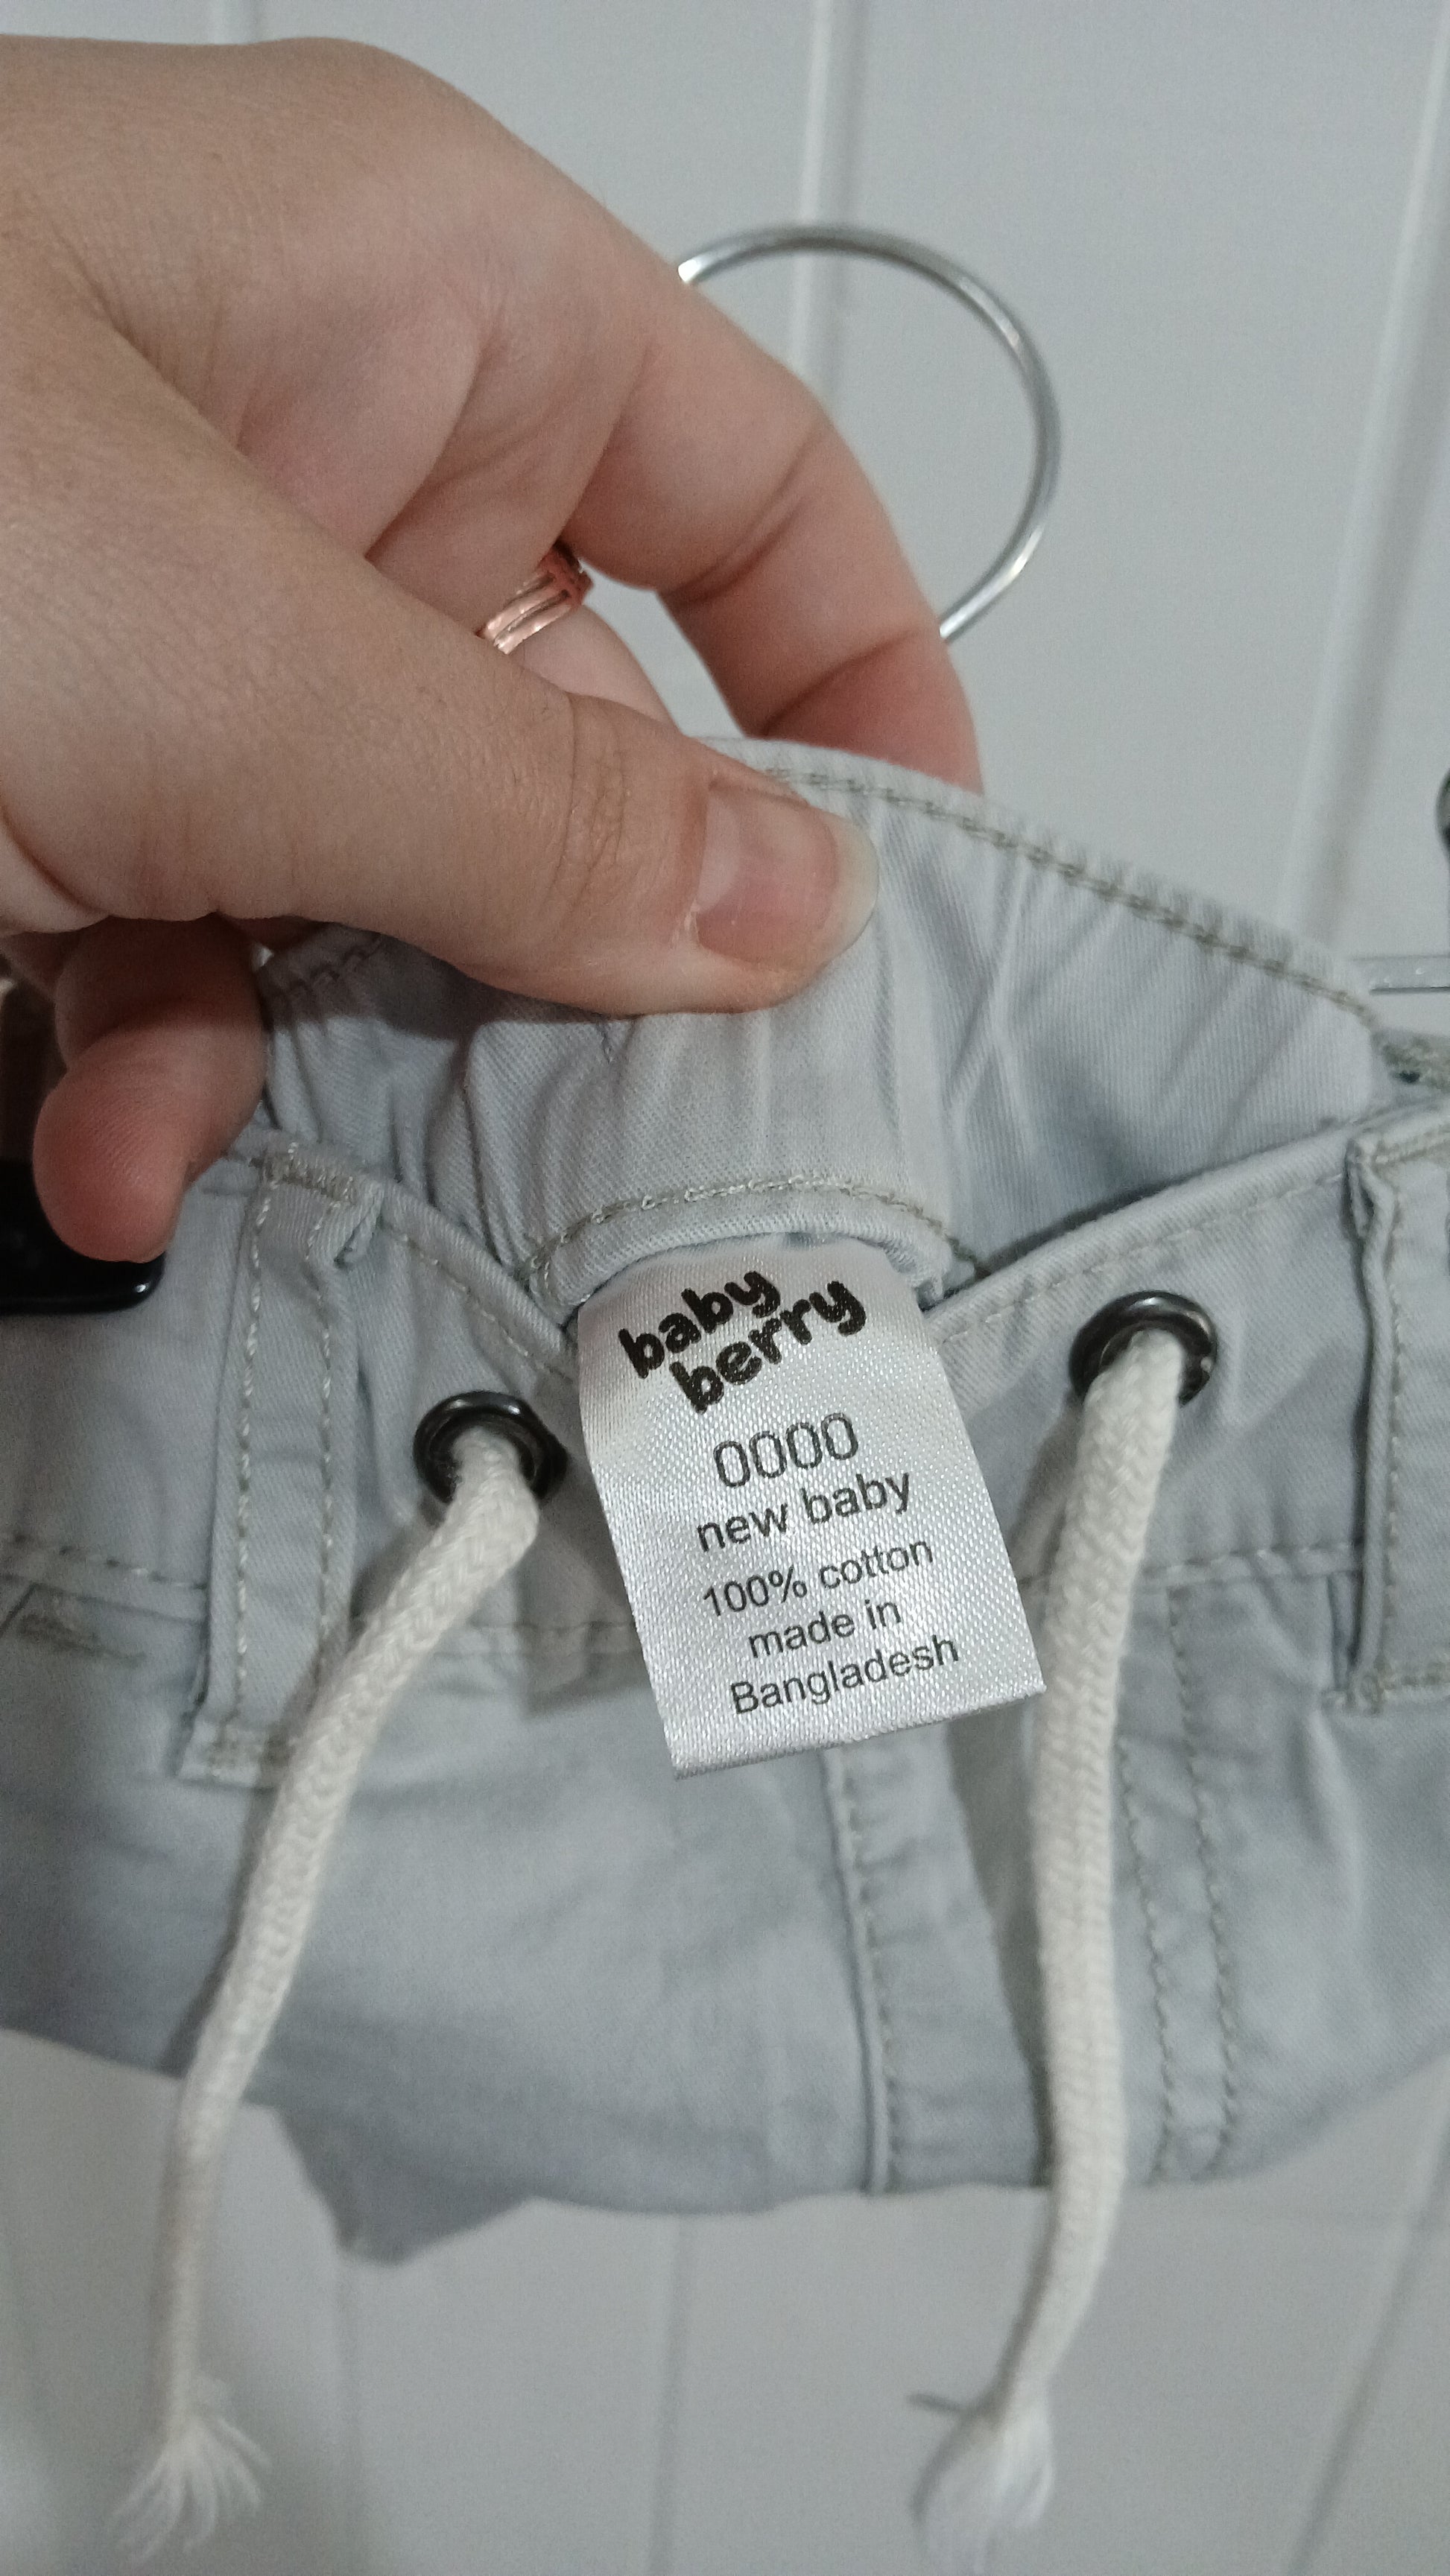 baby
berry
0000
new baby
100% cotton
made in
Bangladesh